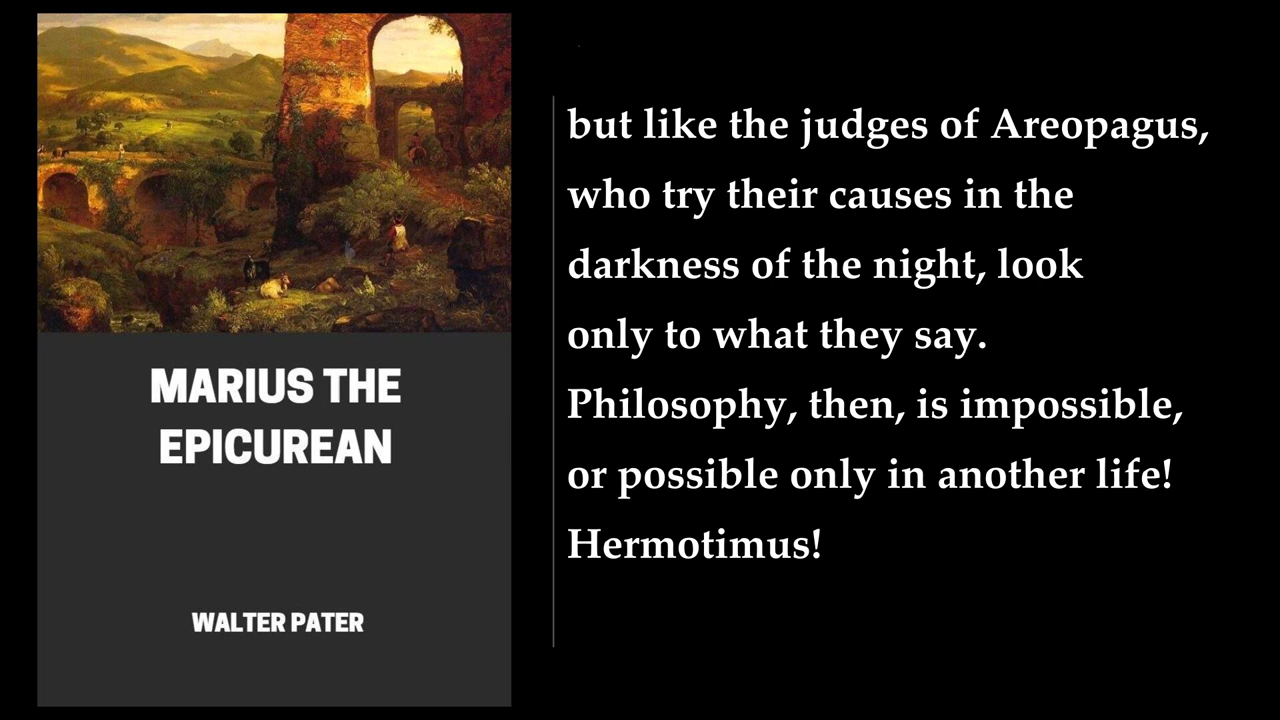 MARIUS THE
EPICUREAN
WALTER PATER
but like the judges of Areopagus,
who try their causes in the
darkness of the night, look
only to what they say.
Philosophy, then, is impossible,
or possible only in another life!
Hermotimus!